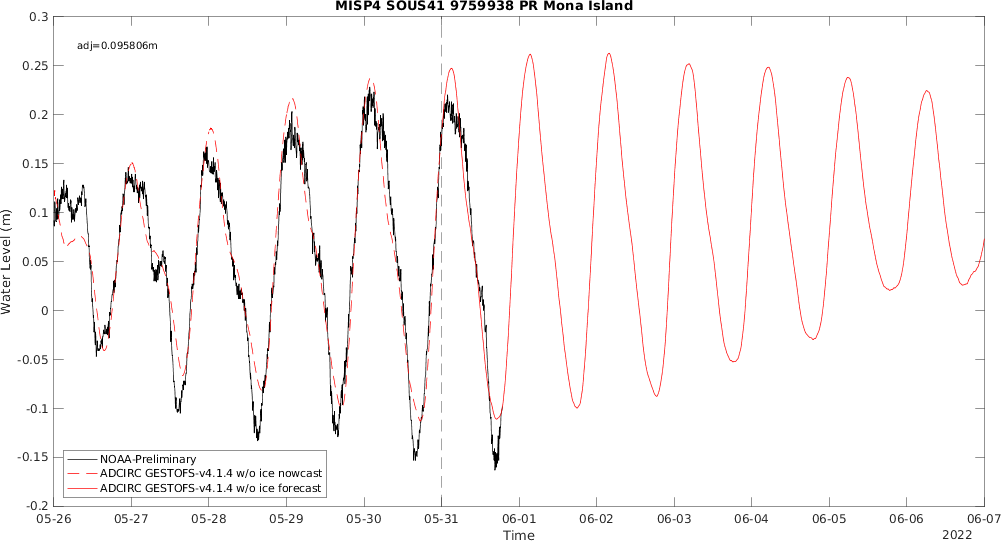 MISP4 SOUS41 9759938 PR Mona Island
adj=0.095806m
0.3
0.25
0.2
0.15
0.1
0.05
0
-0.05
-0.1
-0.15
-0.2
Water Level (m)
NOAA-Preliminary
ADCIRC GESTOFS-v4.1.4 w/o ice nowcast
ADCIRC GESTOFS-v4.1.4 w/o ice forecast
05-26 05-27 05-28 05-29 05-30 05-31 06-01 06-02 06-03 06-04 06-05 06-06 06-07
Time
2022